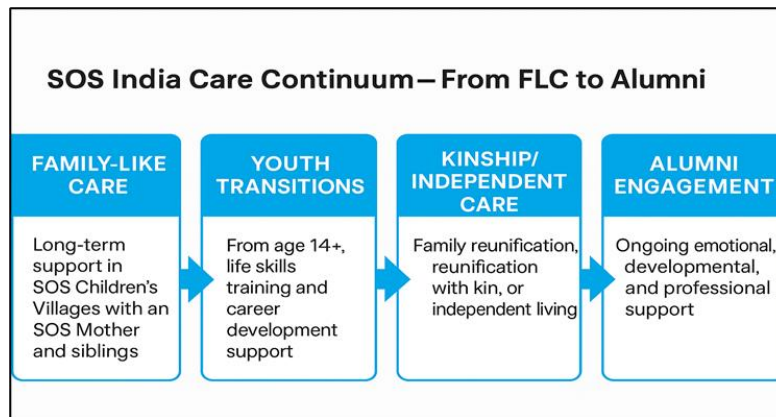 SOS India Care Continuum—From FLC to Alumni
FAMILY-LIKE
CARE
Long-term
support in
SOS Children's
Villages with an
SOS Mother
and siblings
YOUTH
TRANSITIONS
From age 14+,
life skills
training and
career
development
support
KINSHIP/
INDEPENDENT
CARE
Family reunification,
reunification
with kin, or
independent living
ALUMNI
ENGAGEMENT
Ongoing emotional,
developmental,
and professional
support